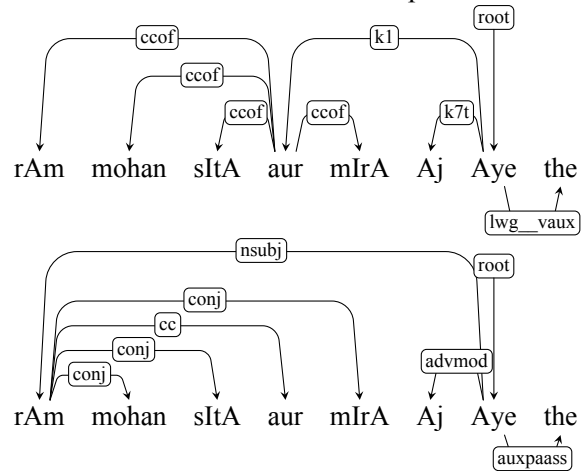 root
ccof k1
ccof
ccof ccof k7t
rAm mohan sItA aur mIrA Aj Aye the
lwg__vaux
nsubj
root
conj
cc
conj advmod
conj
rAm mohan sItA aur mIrA Aj Aye the
auxpaass